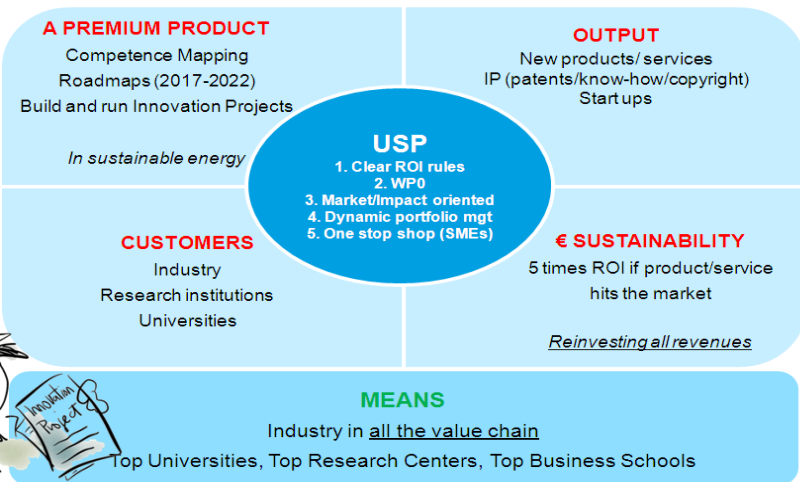 A PREMIUM PRODUCT
Competence Mapping
Roadmaps (2017-2022)
Build and run Innovation Projects
In sustainable energy
OUTPUT
New products/ services
IP (patents/know-how/copyright)
Start ups
USP
1. Clear ROI rules
2. WP0
3. Market/Impact oriented
4. Dynamic portfolio mgt
5. One stop shop (SMEs)
CUSTOMERS
Industry
Research institutions
Universities
€ SUSTAINABILITY
5 times ROI if product/service
hits the market
Reinvesting all revenues
Innovation
Project
MEANS
Industry in all the value chain
Top Universities, Top Research Centers, Top Business Schools